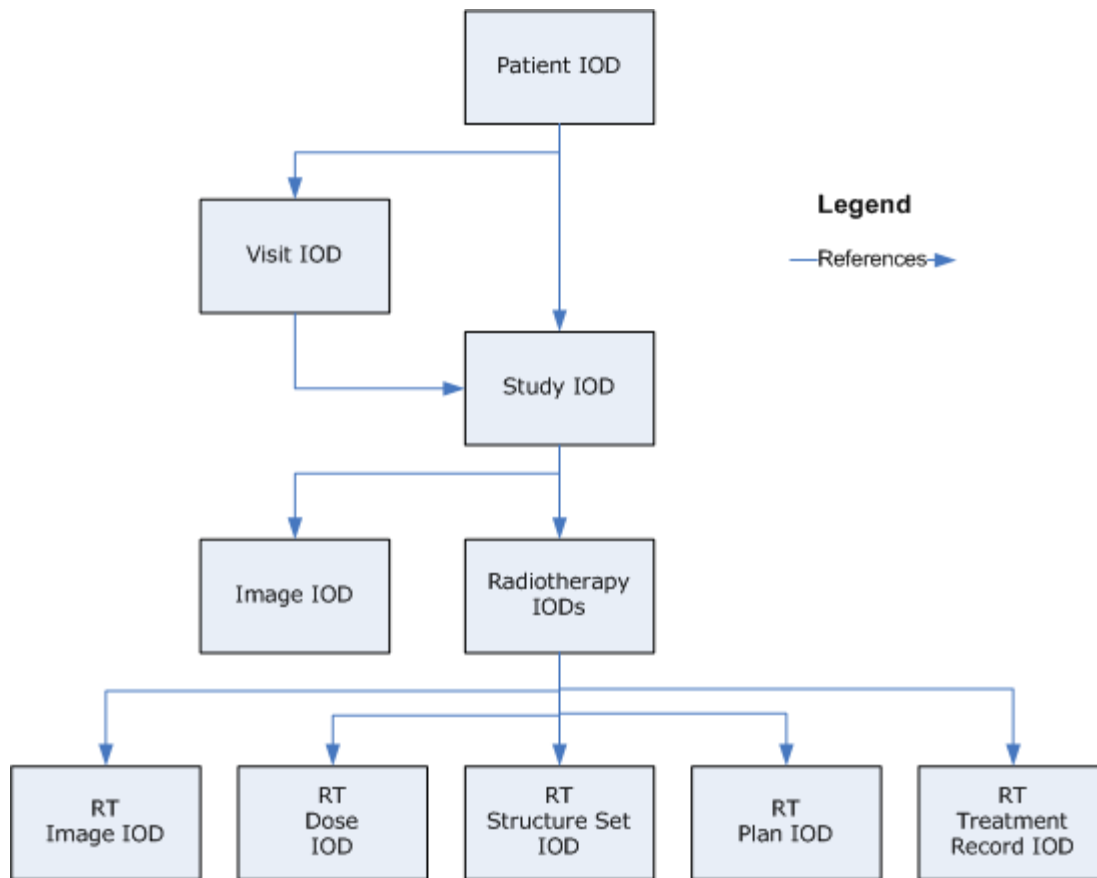 Patient IOD
Legend
Visit IOD
References
Study IOD
Image IOD
Radiotherapy
IODs
RT
Image IOD
RT
Dose
IOD
RT
Structure Set
IOD
RT
Plan IOD
RT
Treatment
Record IOD